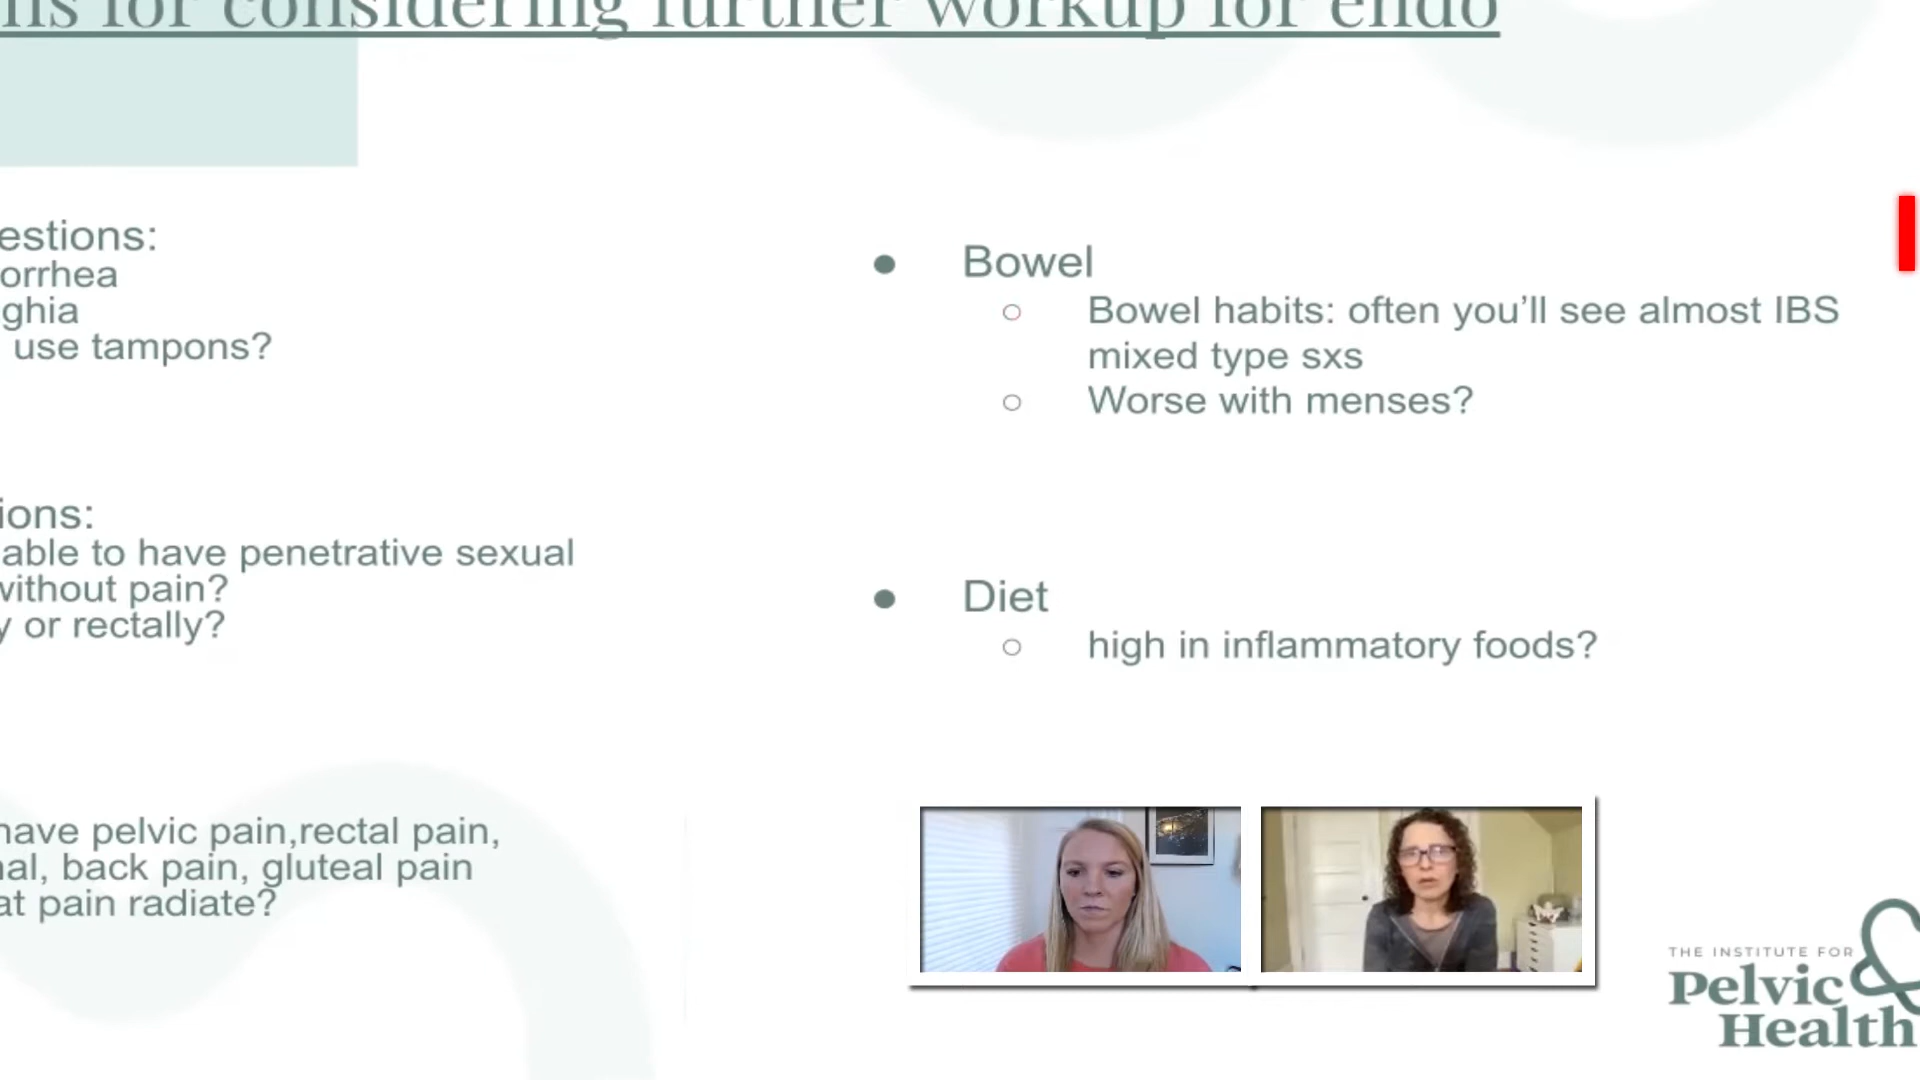 ns for considering further workup for endo
estions:
orrhea
ghia
use tampons?
ions:
able to have penetrative sexual
without pain?
y or rectally?
have pelvic pain,rectal pain,
nal, back pain, gluteal pain
at pain radiate?
Bowel
Bowel habits: often you'll see almost IBS
mixed type sxs
Worse with menses?
Diet
high in inflammatory foods?
THE INSTITUTE FOR
Pelvic
Health